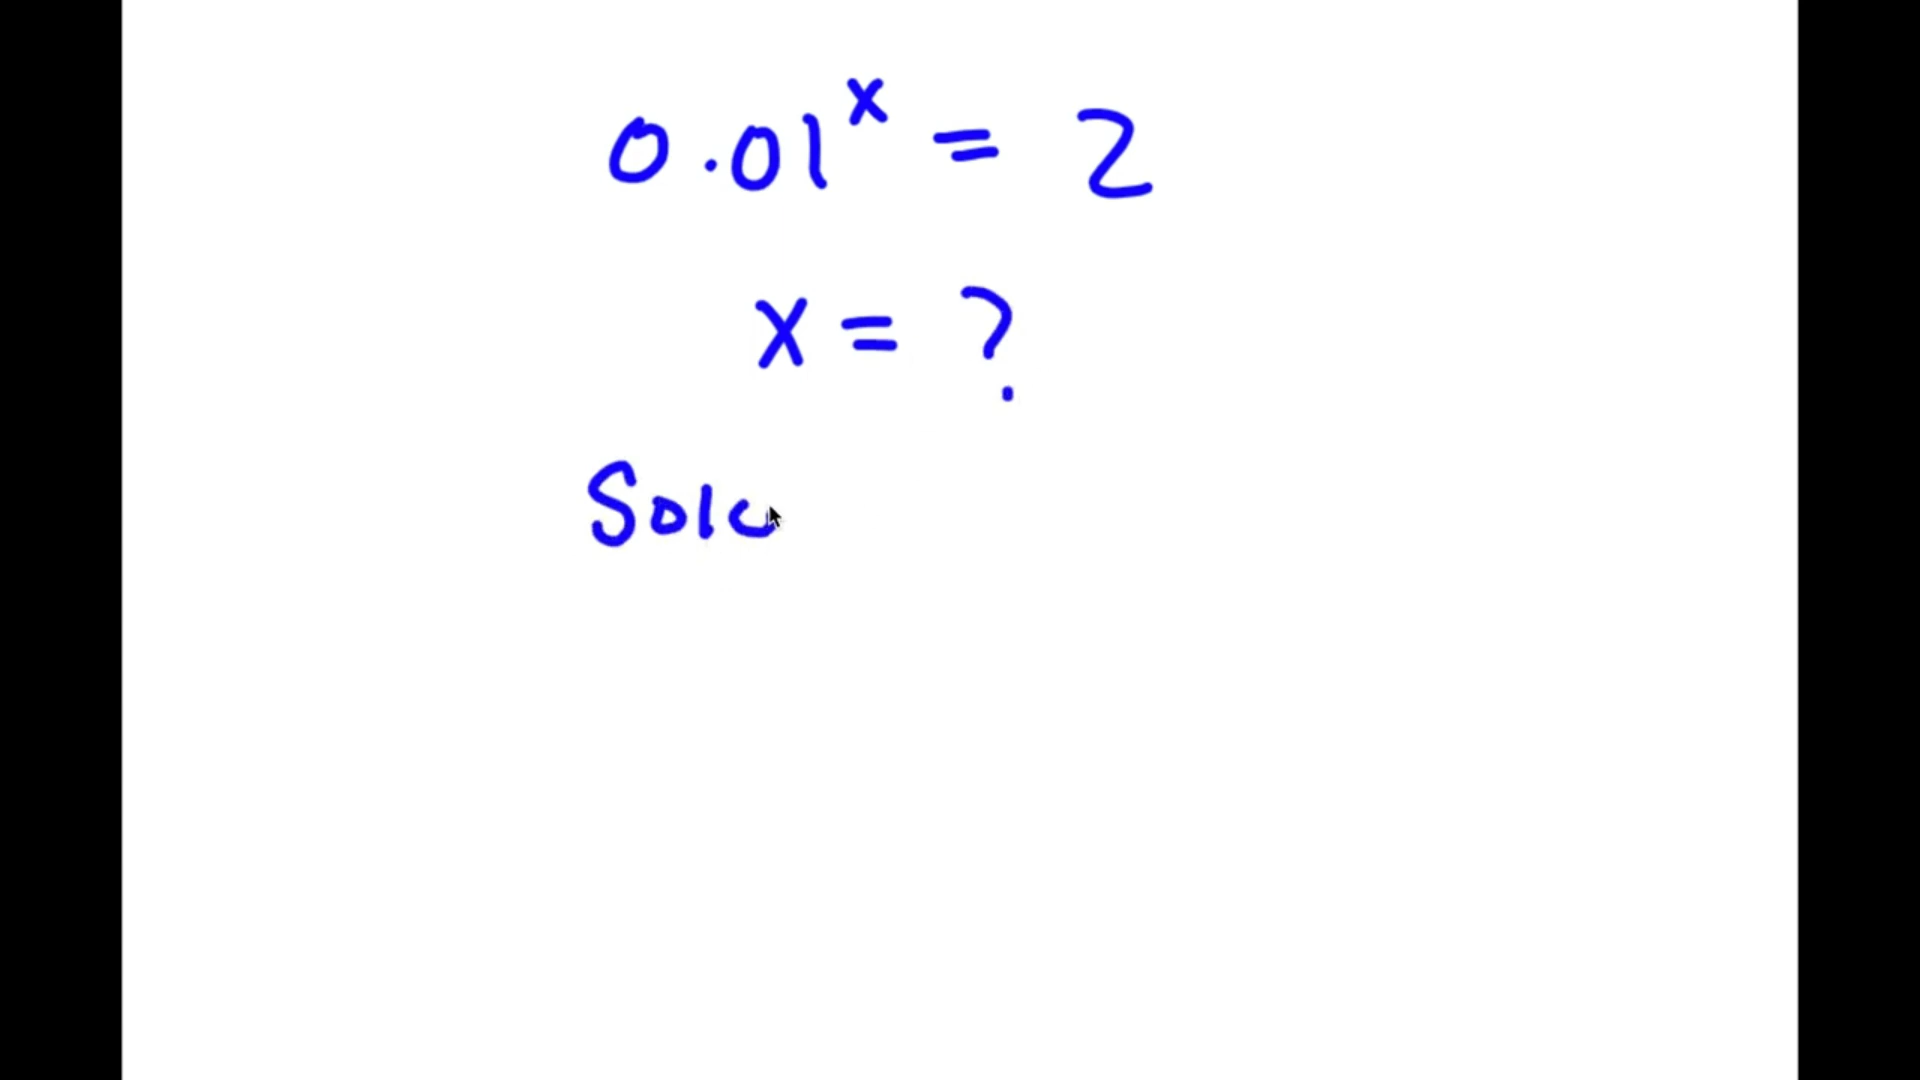 0.01^x = 2
x = ?
Solu